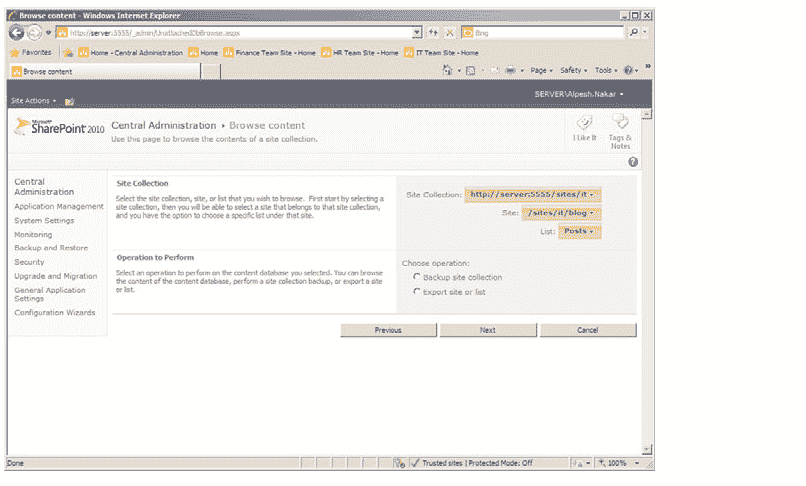 Browse content - Windows Internet Explorer
http://server:5555/_admin/UnattachedDbBrowse.aspx
Bing
Favorites
Home - Central Administration
Home
Finance Team Site - Home
HR Team Site - Home
IT Team Site - Home
Browse content
Page
Safety
Tools
SERVER\Alpesh.Nakar
Site Actions
Microsoft
SharePoint 2010
Central Administration
Browse content
Use this page to browse the contents of a site collection.
I Like It
Tags &
Notes
Central
Administration
Application Management
System Settings
Monitoring
Backup and Restore
Security
Upgrade and Migration
General Application
Settings
Configuration Wizards
Site Collection
Select the site collection, site, or list that you wish to browse. First start by selecting a
site collection, then you will be able to select a site that belongs to that site collection,
and you have the option to choose a specific list under that site.
Site Collection: http://server:5555/sites/it
Site: /sites/it/blog
List: Posts
Operation to Perform
Select an operation to perform on the content database you selected. You can browse
the content of the content database, perform a site collection backup, or export a site
or list.
Choose operation:
Backup site collection
Export site or list
Previous
Next
Cancel
Done
Trusted sites | Protected Mode: Off
100%